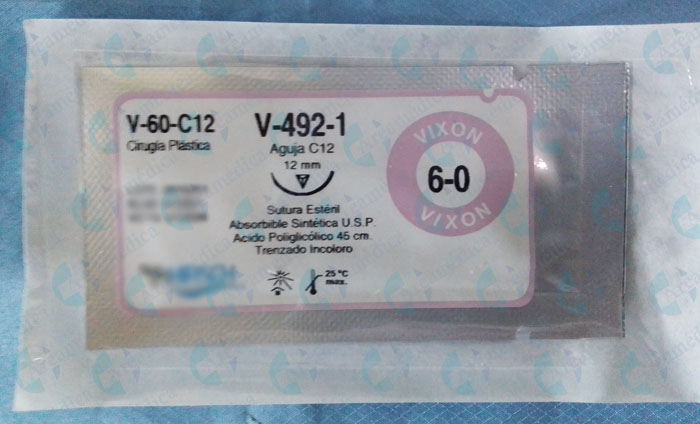 V-60-C12
Cirugía Plástica
V-492-1
Aguja C12
12 mm
Sutura Estéril
Absorbible Sintética U.S.P.
Acido Poliglicólico 45 cm.
Trenzado Incoloro
25 °C
max.
VIXON
6-0
VIXON